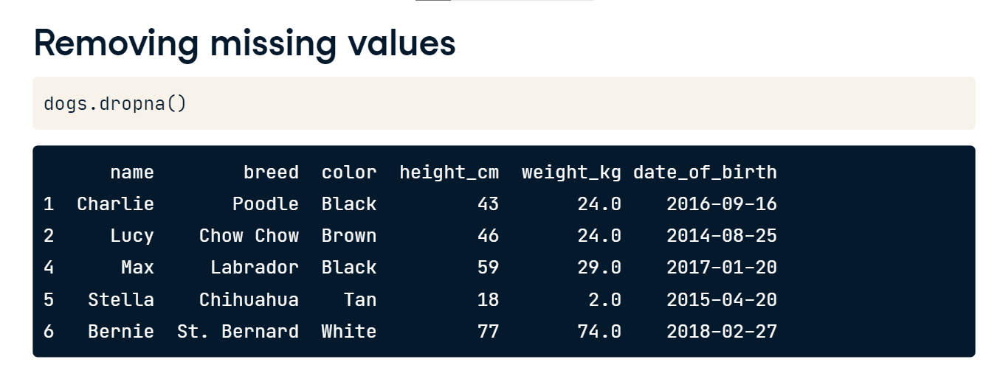 Removing missing values
dogs.dropna()
name breed color height_cm weight_kg date_of_birth
1 Charlie Poodle Black 43 24.0 2016-09-16
2 Lucy Chow Chow Brown 46 24.0 2014-08-25
4 Max Labrador Black 59 29.0 2017-01-20
5 Stella Chihuahua Tan 18 2.0 2015-04-20
6 Bernie St. Bernard White 77 74.0 2018-02-27